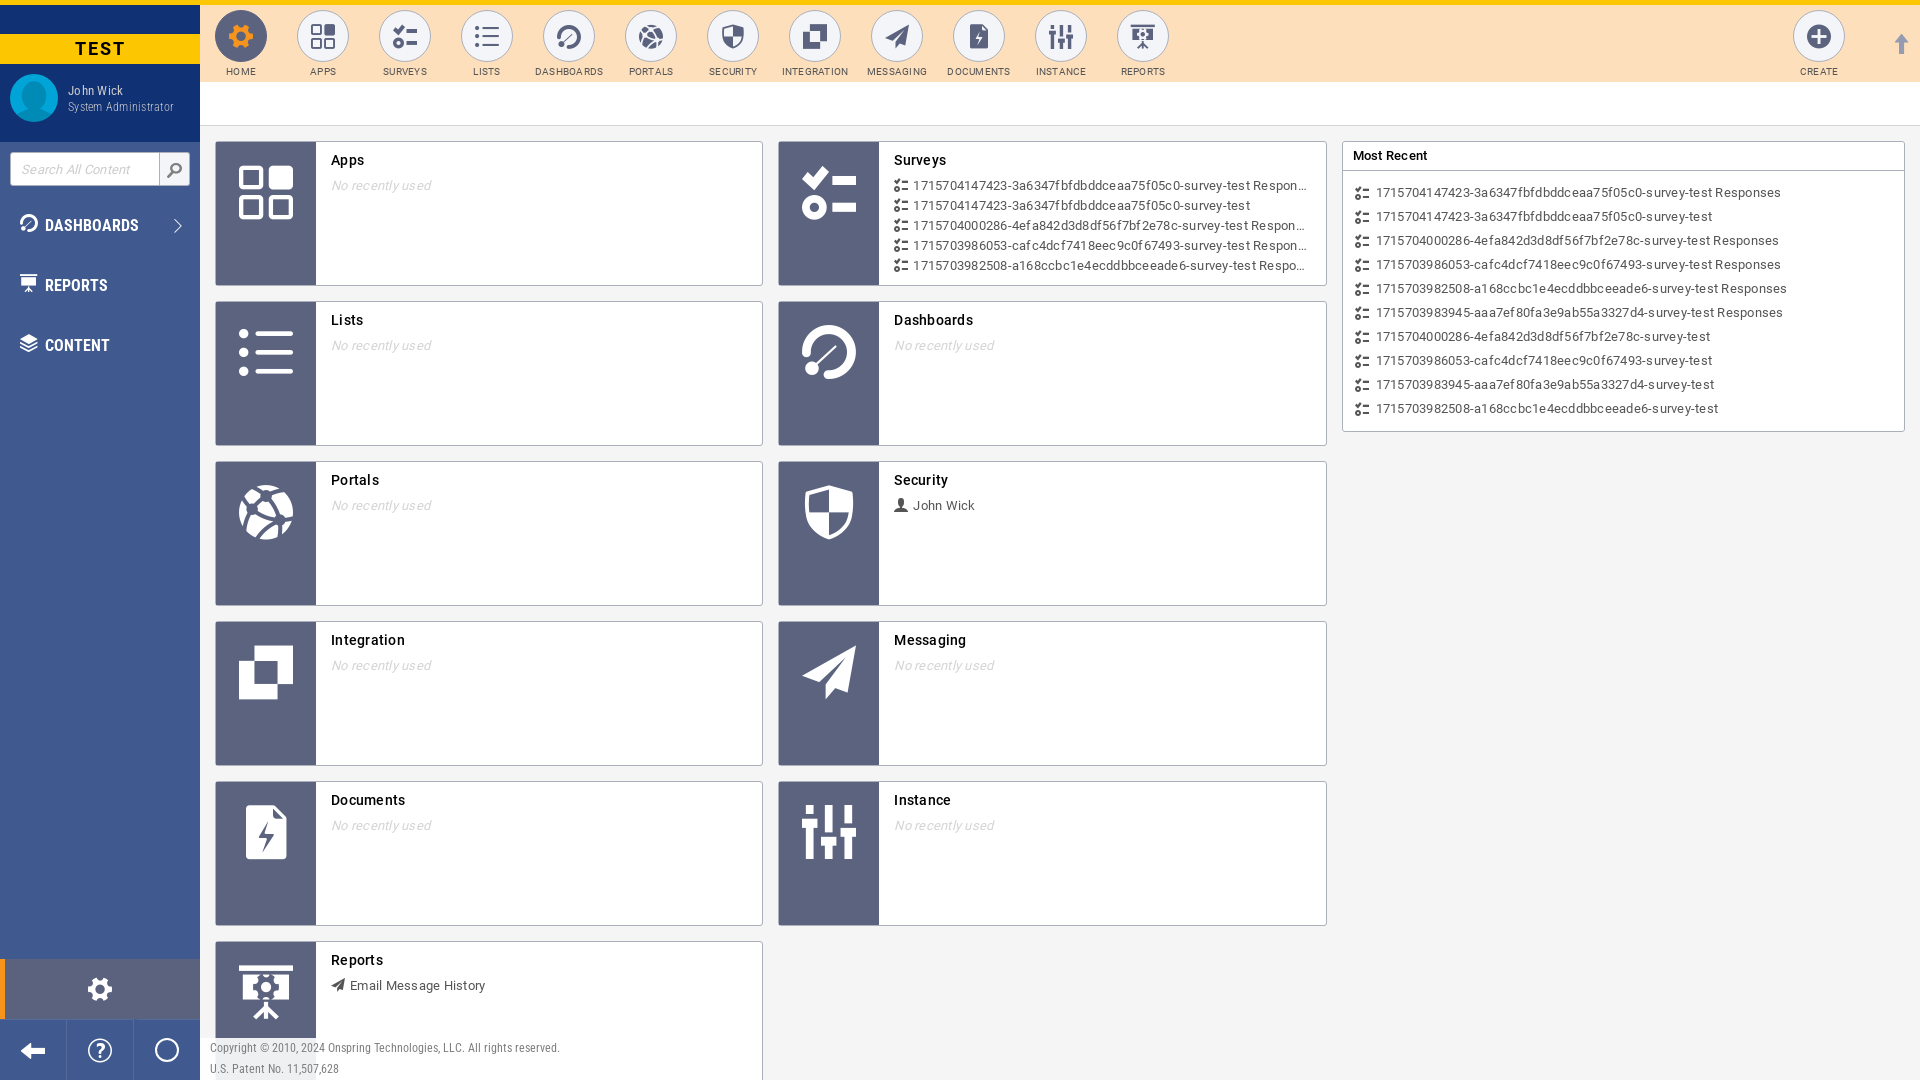 TEST
John Wick
System Administrator
Search All Content
DASHBOARDS
REPORTS
CONTENT
HOME
APPS
SURVEYS
LISTS
DASHBOARDS
PORTALS
SECURITY
INTEGRATION
MESSAGING
DOCUMENTS
INSTANCE
REPORTS
CREATE
Apps
No recently used
Surveys
1715704147423-3a6347fbfdbddceaa75f05c0-survey-test Respon...
1715704147423-3a6347fbfdbddceaa75f05c0-survey-test
1715704000286-4efa842d3d8df56f7bf2e78c-survey-test Respon...
1715703986053-cafc4dcf7418eec9c0f67493-survey-test Respon...
1715703982508-a168ccbc1e4ecddbbceeade6-survey-test Respo...
Lists
No recently used
Dashboards
No recently used
Portals
No recently used
Security
John Wick
Integration
No recently used
Messaging
No recently used
Documents
No recently used
Instance
No recently used
Reports
Email Message History
Most Recent
1715704147423-3a6347fbfdbddceaa75f05c0-survey-test Responses
1715704147423-3a6347fbfdbddceaa75f05c0-survey-test
1715704000286-4efa842d3d8df56f7bf2e78c-survey-test Responses
1715703986053-cafc4dcf7418eec9c0f67493-survey-test Responses
1715703982508-a168ccbc1e4ecddbbceeade6-survey-test Responses
1715703983945-aaa7ef80fa3e9ab55a3327d4-survey-test Responses
1715704000286-4efa842d3d8df56f7bf2e78c-survey-test
1715703986053-cafc4dcf7418eec9c0f67493-survey-test
1715703983945-aaa7ef80fa3e9ab55a3327d4-survey-test
1715703982508-a168ccbc1e4ecddbbceeade6-survey-test
Copyright © 2010, 2024 Onspring Technologies, LLC. All rights reserved.
U.S. Patent No. 11,507,628